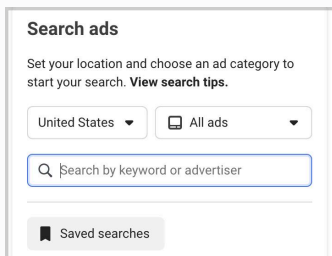 Search ads
Set your location and choose an ad category to
start your search. View search tips.
United States
All ads
Search by keyword or advertiser
Saved searches